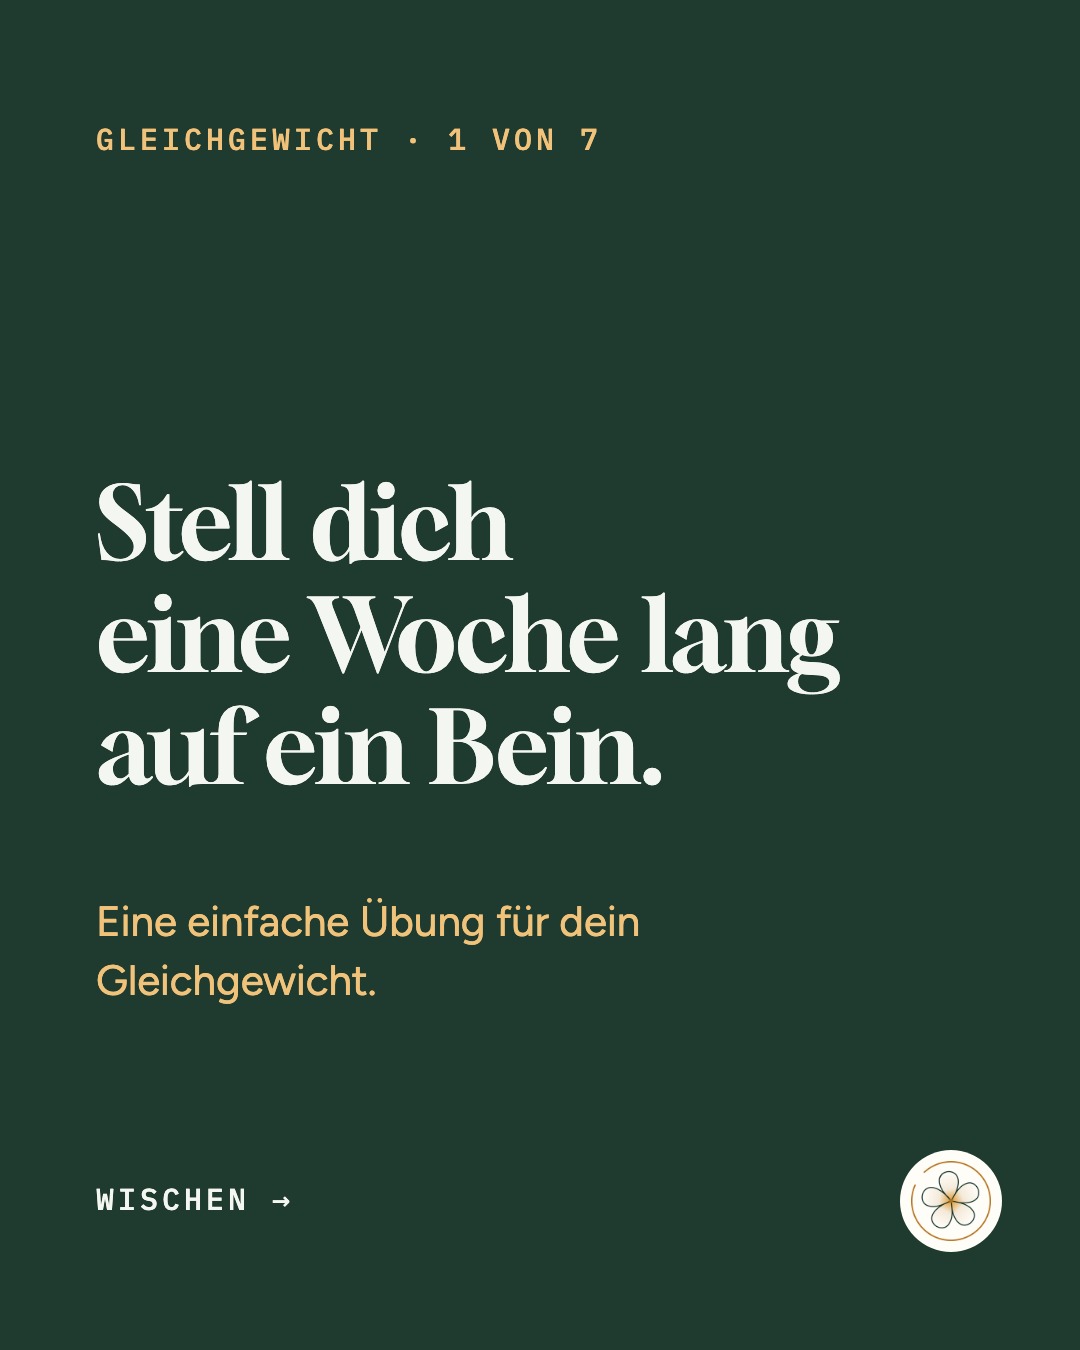 GLEICHGEWICHT · 1 VON 7
Stell dich
eine Woche lang
auf ein Bein.
Eine einfache Übung für dein
Gleichgewicht.
WISCHEN →